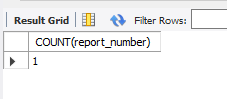 Result Grid Filter Rows:
COUNT(report_number)
1